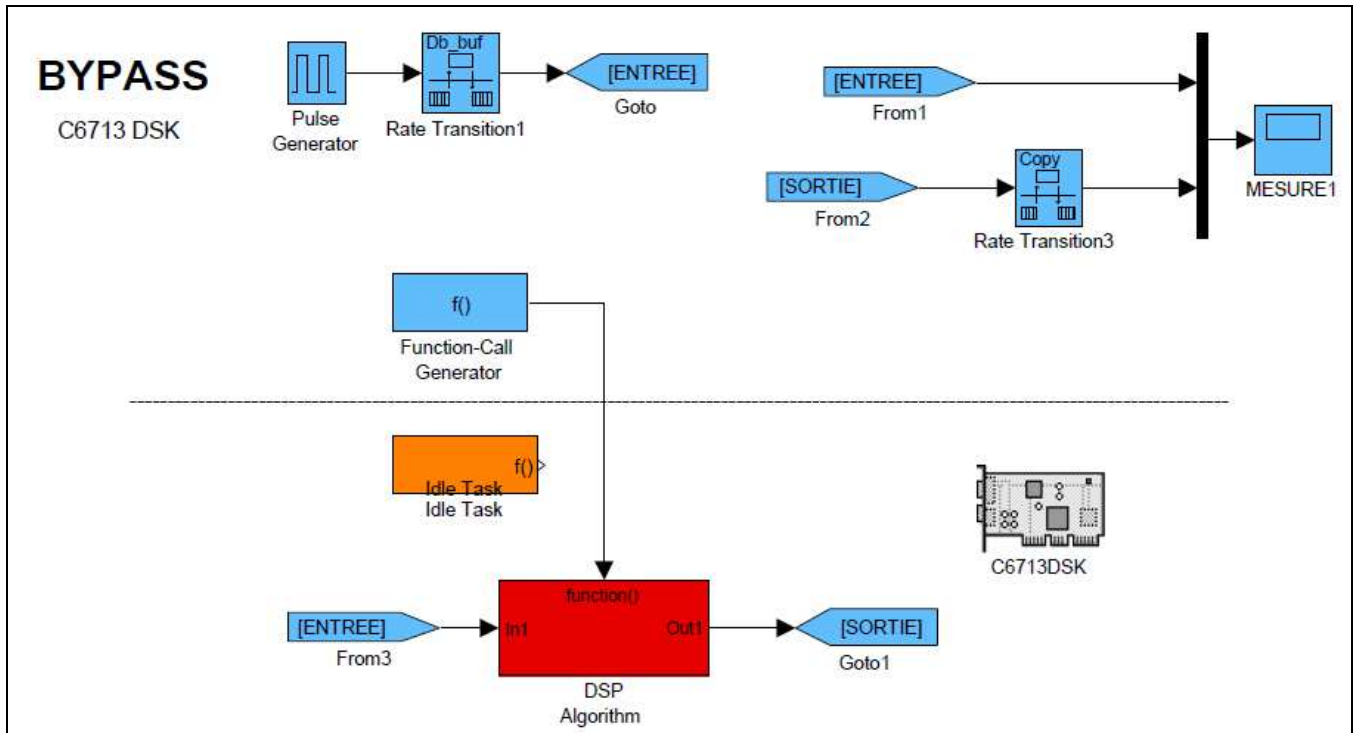 BYPASS
C6713 DSK
Pulse
Generator
Db_buf
Rate Transition1
[ENTREE]
Goto
[ENTREE]
From1
[SORTIE]
From2
Copy
Rate Transition3
MESURE1
f()
Function-Call
Generator
f()
Idle Task
Idle Task
C6713DSK
[ENTREE]
From3
function()
In1
Out1
DSP
Algorithm
[SORTIE]
Goto1